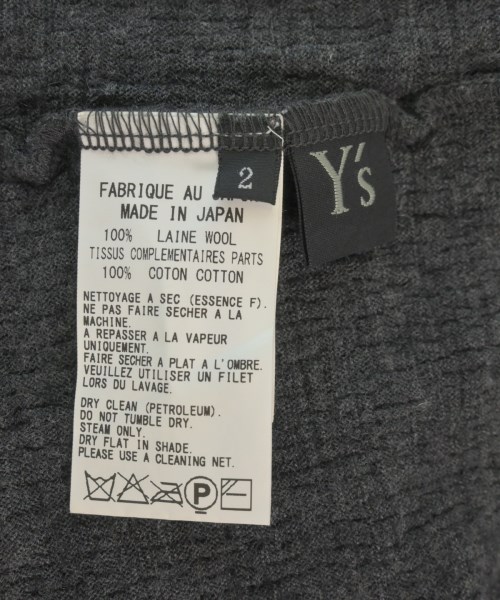 2
Y's
FABRIQUE AU
MADE IN JAPAN
100% LAINE WOOL
TISSUS COMPLEMENTAIRES PARTS
100% COTON COTTON
NETTOYAGE A SEC (ESSENCE F).
NE PAS FAIRE SECHER A LA
MACHINE.
A REPASSER A LA VAPEUR
UNIQUEMENT.
FAIRE SECHER A PLAT A L'OMBRE.
VEUILLEZ UTILISER UN FILET
LORS DU LAVAGE.
DRY CLEAN (PETROLEUM).
DO NOT TUMBLE DRY.
STEAM ONLY.
DRY FLAT IN SHADE.
PLEASE USE A CLEANING NET.
P